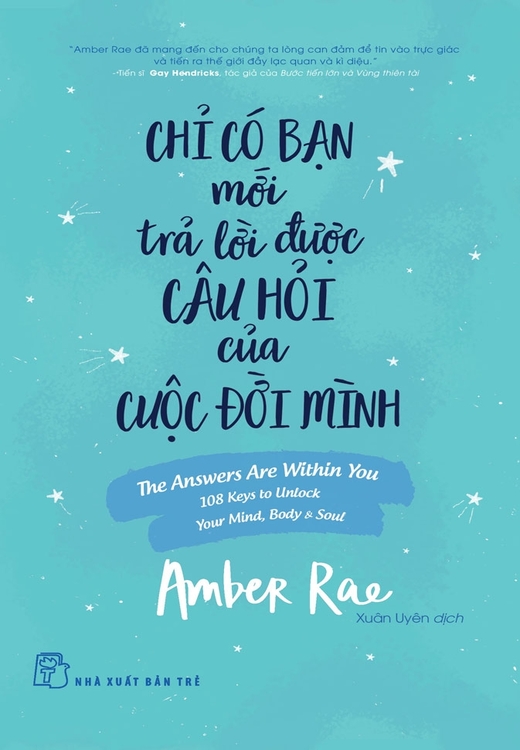 “Amber Rae đã mang đến cho chúng ta lòng can đảm để tin vào trực giác
và tiến ra thế giới đầy lạc quan và kì diệu.”
-Tiến sĩ Gay Hendricks, tác giả của Bước tiến lớn và Vùng thiên tài
CHỈ CÓ BẠN
mới
trả lời được
CÂU HỎI
của
CUỘC ĐỜI MÌNH
The Answers Are Within You
108 Keys to Unlock
Your Mind, Body & Soul
Amber Rae
Xuân Uyên dịch
NHÀ XUẤT BẢN TRẺ